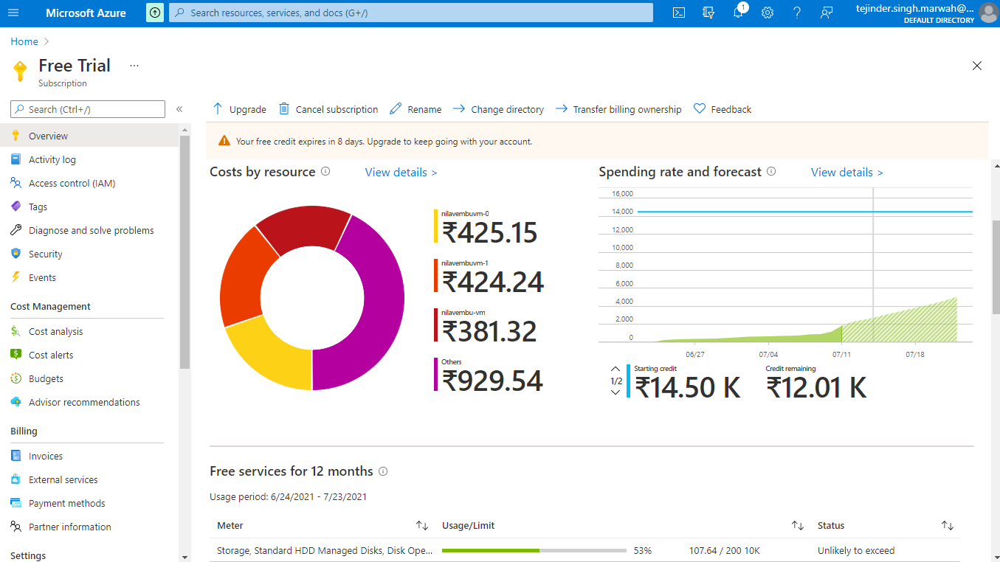 Microsoft Azure
Search resources, services, and docs (G+/)
1
tejinder.singh.marwah@...
DEFAULT DIRECTORY
Home >
Free Trial ...
Subscription
Search (Ctrl+/)
«
Overview
Activity log
Access control (IAM)
Tags
Diagnose and solve problems
Security
Events
Cost Management
Cost analysis
Cost alerts
Budgets
Advisor recommendations
Billing
Invoices
External services
Payment methods
Partner information
Settings
Upgrade
Cancel subscription
Rename
Change directory
Transfer billing ownership
Feedback
Your free credit expires in 8 days. Upgrade to keep going with your account.
Costs by resource
View details >
nilavembuvm-0
₹425.15
nilavembuvm-1
₹424.24
nilavembu-vm
₹381.32
Others
₹929.54
Spending rate and forecast
View details >
16,000
14,000
12,000
10,000
8,000
6,000
4,000
2,000
0
06/27 07/04 07/11 07/18
1/2
Starting credit
₹14.50 K
Credit remaining
₹12.01 K
Free services for 12 months
Usage period: 6/24/2021 - 7/23/2021
Meter Usage/Limit Status
Storage, Standard HDD Managed Disks, Disk Ope... 53% 107.64 / 200 10K Unlikely to exceed